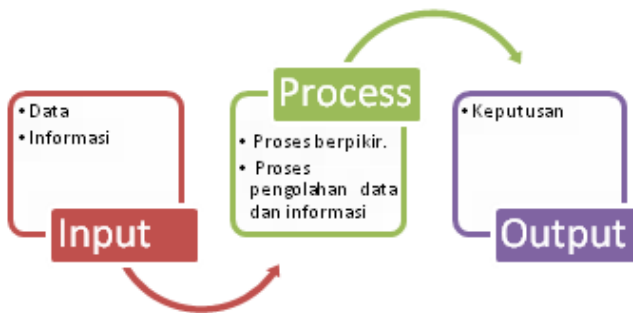 • Data
• Informasi
Input
Process
• Proses berpikir.
• Proses
pengolahan data
dan informasi
• Keputusan
Output